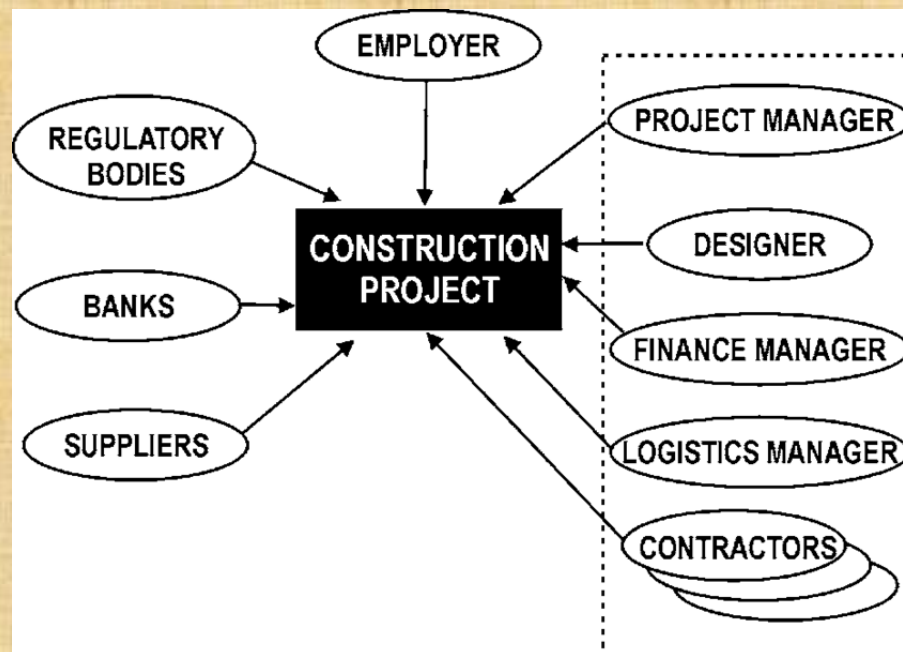 EMPLOYER
REGULATORY
BODIES
PROJECT MANAGER
CONSTRUCTION
PROJECT
DESIGNER
BANKS
FINANCE MANAGER
SUPPLIERS
LOGISTICS MANAGER
CONTRACTORS